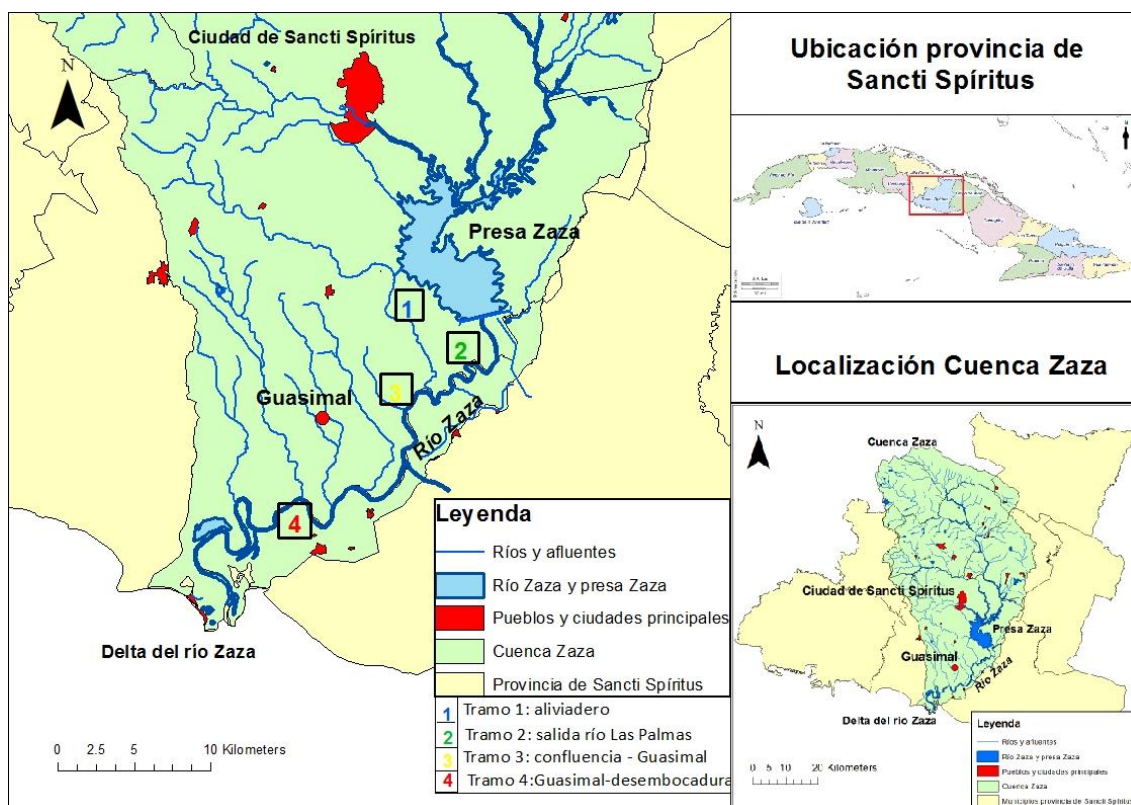 Ciudad de Sancti Spíritus
N
Presa Zaza
1
2
3
Guasimal
Río Zaza
4
Delta del río Zaza
0 2.5 5 10 Kilometers
Leyenda
Ríos y afluentes
Río Zaza y presa Zaza
Pueblos y ciudades principales
Cuenca Zaza
Provincia de Sancti Spíritus
1 Tramo 1: aliviadero
2 Tramo 2: salida río Las Palmas
3 Tramo 3: confluencia - Guasimal
4 Tramo 4:Guasimal-desembocadura
Ubicación provincia de
Sancti Spíritus
Localización Cuenca Zaza
N
Cuenca Zaza
Ciudad de Sancti Spíritus
Presa Zaza
Guasimal
Río Zaza
Delta del río Zaza
0 5 10 20 Kilometers
Leyenda
Ríos y afluentes
Río Zaza y presa Zaza
Pueblos y ciudades principales
Cuenca Zaza
Municipios provincia de Sancti Spíritus